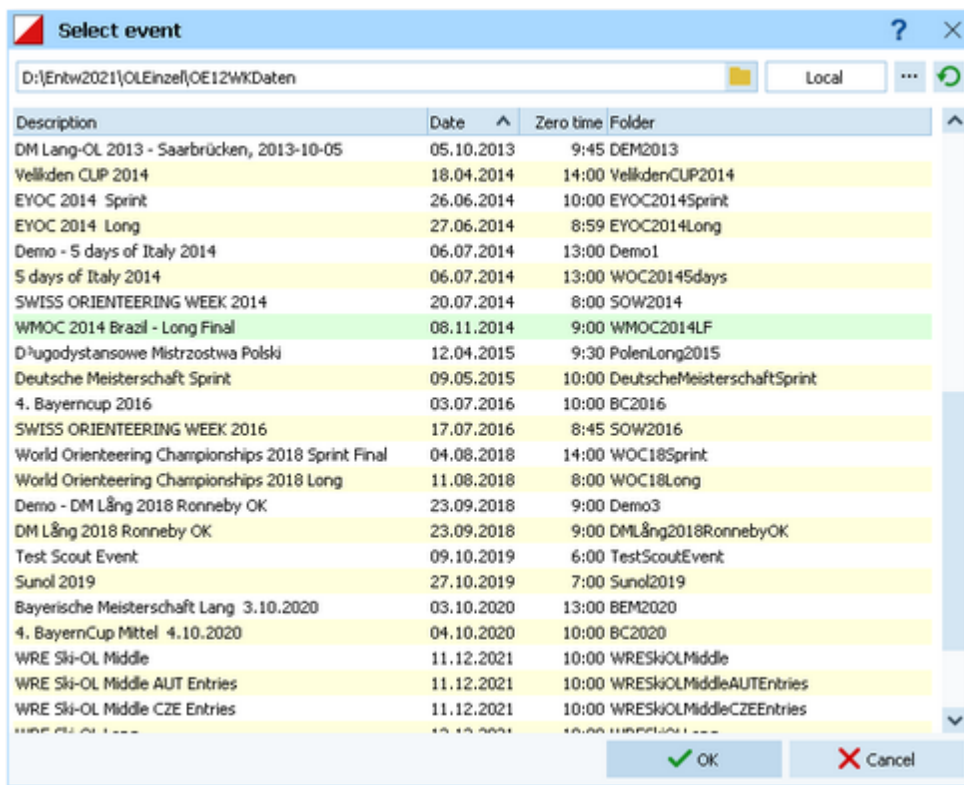 Select event ?
D:\Entw2021\OLEinzel\OE12WKDaten Local ...
Description Date Zero time Folder
DM Lang-OL 2013 - Saarbrücken, 2013-10-05 05.10.2013 9:45 DEM2013
Velikden CUP 2014 18.04.2014 14:00 VelikdenCUP2014
EYOC 2014 Sprint 26.06.2014 10:00 EYOC2014Sprint
EYOC 2014 Long 27.06.2014 8:59 EYOC2014Long
Demo - 5 days of Italy 2014 06.07.2014 13:00 Demo1
5 days of Italy 2014 06.07.2014 13:00 WOC20145days
SWISS ORIENTEERING WEEK 2014 20.07.2014 8:00 SOW2014
WMOC 2014 Brazil - Long Final 08.11.2014 9:00 WMOC2014LF
D³ugodystansowe Mistrzostwa Polski 12.04.2015 9:30 PolenLong2015
Deutsche Meisterschaft Sprint 09.05.2015 10:00 DeutscheMeisterschaftSprint
4. Bayerncup 2016 03.07.2016 10:00 BC2016
SWISS ORIENTEERING WEEK 2016 17.07.2016 8:45 SOW2016
World Orienteering Championships 2018 Sprint Final 04.08.2018 14:00 WOC18Sprint
World Orienteering Championships 2018 Long 11.08.2018 8:00 WOC18Long
Demo - DM Lång 2018 Ronneby OK 23.09.2018 9:00 Demo3
DM Lång 2018 Ronneby OK 23.09.2018 9:00 DMLång2018RonnebyOK
Test Scout Event 09.10.2019 6:00 TestScoutEvent
Sunol 2019 27.10.2019 7:00 Sunol2019
Bayerische Meisterschaft Lang 3.10.2020 03.10.2020 13:00 BEM2020
4. BayernCup Mittel 4.10.2020 04.10.2020 10:00 BC2020
WRE Ski-OL Middle 11.12.2021 10:00 WRESkiOLMiddle
WRE Ski-OL Middle AUT Entries 11.12.2021 10:00 WRESkiOLMiddleAUTEntries
WRE Ski-OL Middle CZE Entries 11.12.2021 10:00 WRESkiOLMiddleCZEEntries
OK Cancel